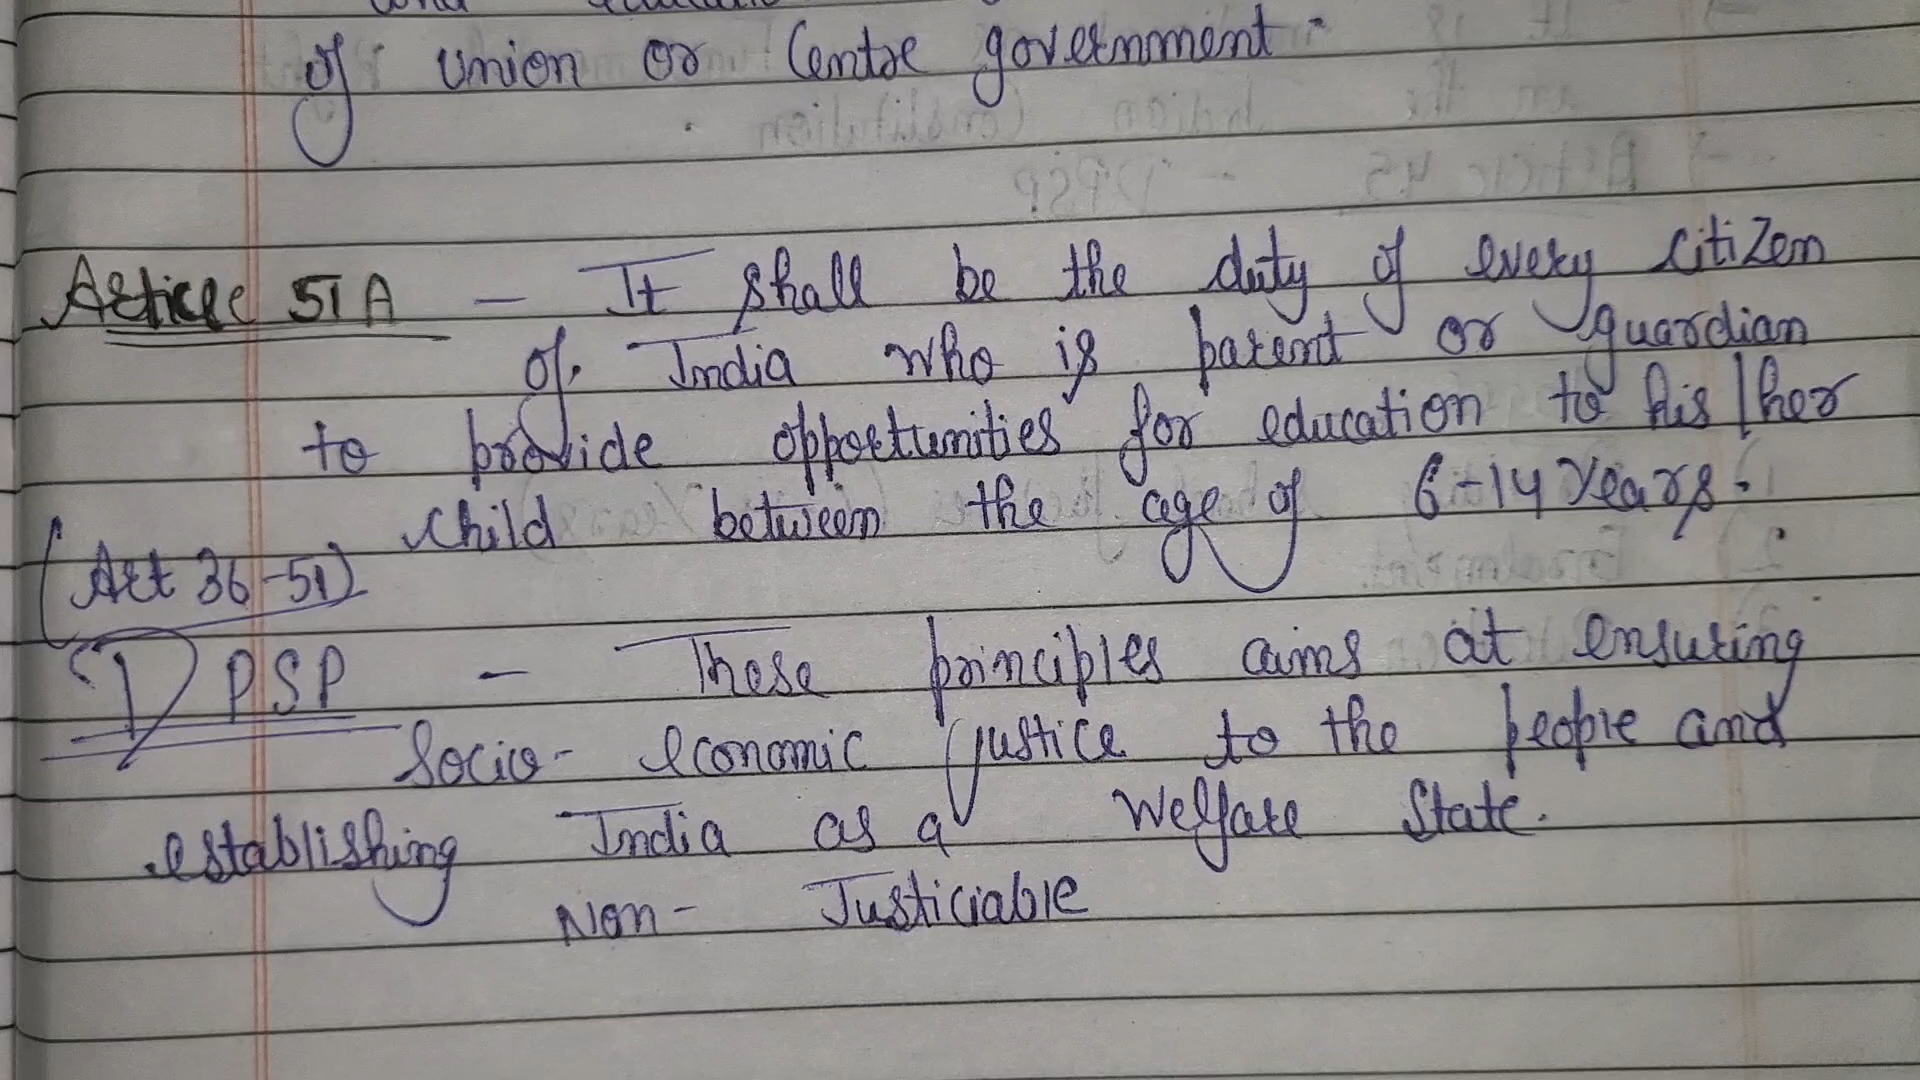 of union or Centre government
Article 51A - It shall be the duty of every citizen
of India who is parent or guardian
to provide opportunities for education to his/her
child between the age of 6-14 years.
(Art 36-51)
DPSP - These principles aims at ensuring
Socio-economic justice to the people and
establishing India as a Welfare State.
Non-Justiciable